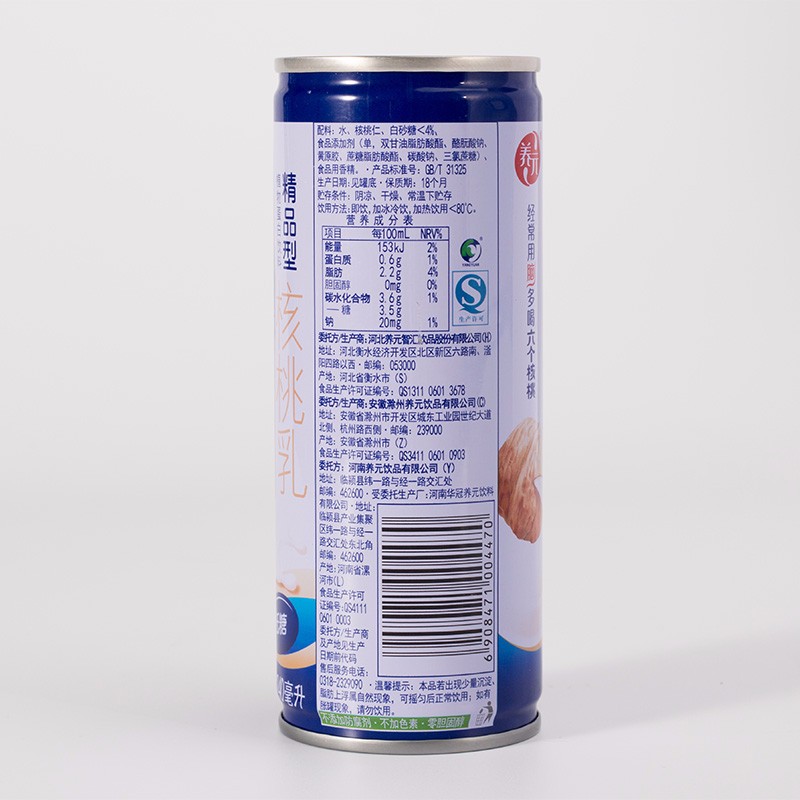 配料：水、核桃仁、白砂糖＜4%、
食品添加剂（单，双甘油脂肪酸酯、酪朊酸钠、
黄原胶、蔗糖脂肪酸酯、碳酸钠、三氯蔗糖）、
食品用香精。·产品标准号：GB/T 31325
生产日期：见罐底·保质期：18个月
贮存条件：阴凉、干燥、常温下贮存
饮用方法：即饮，加冰冷饮，加热饮用＜80℃。
营养成分表
项目 每100mL NRV%
能量 153kJ 2%
蛋白质 0.6g 1%
脂肪 2.2g 4%
胆固醇 0mg 0%
碳水化合物 3.6g 1%
—糖 3.5g
钠 20mg 1%
QS
生产许可
委托方/生产商：河北养元智汇饮品股份有限公司(H)
地址：河北衡水经济开发区北区新区六路南、滏
阳四路以西·邮编：053000
产地：河北省衡水市（S）
食品生产许可证编号：QS1311 0601 3678
委托方/生产商：安徽滁州养元饮品有限公司(C)
地址：安徽省滁州市开发区城东工业园世纪大道
北侧、杭州路西侧·邮编：239000
产地：安徽省滁州市（Z）
食品生产许可证编号：QS3411 0601 0903
委托方：河南养元饮品有限公司（Y）
地址：临颍县纬一路与经一路交汇处
邮编：462600·受委托生产厂：河南华冠养元饮料
有限公司·地址：
临颍县产业集聚
区纬一路与经一
路交汇处东北角
邮编：462600
产地：河南省漯
河市(L)
食品生产许可
证编号：QS4111
0601 0003
委托方/生产商
及产地见生产
日期前代码
售后服务电话：
0318-2329090·温馨提示：本品若出现少量沉淀、
脂肪上浮属自然现象，可摇匀后正常饮用；如有
胀罐现象，请勿饮用。
不添加防腐剂·不加色素·零胆固醇
6 908471 004470
精品型
核桃乳
糖
毫升
养元
经常用脑 多喝六个核桃